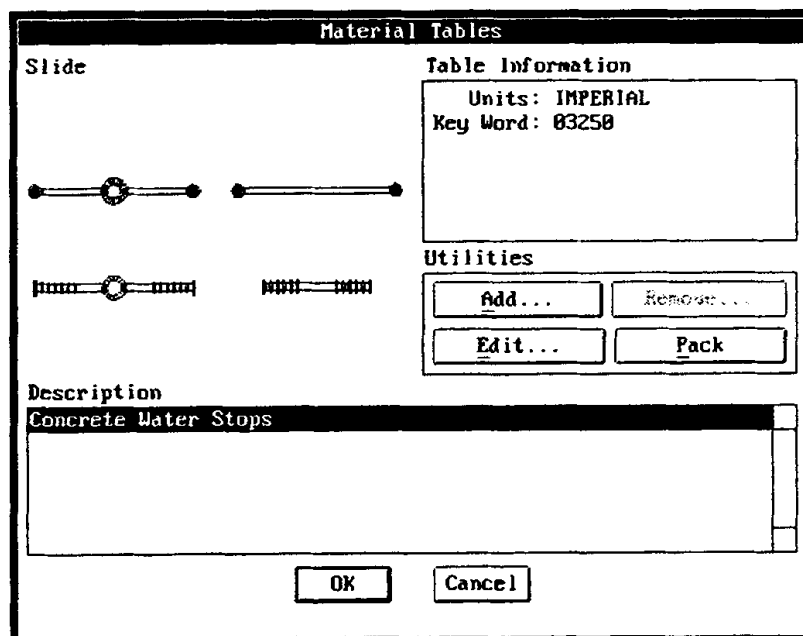 Material Tables
Slide
Table Information
Units: IMPERIAL
Key Word: 03250
Utilities
Add...
Remove...
Edit...
Pack
Description
Concrete Water Stops
OK
Cancel